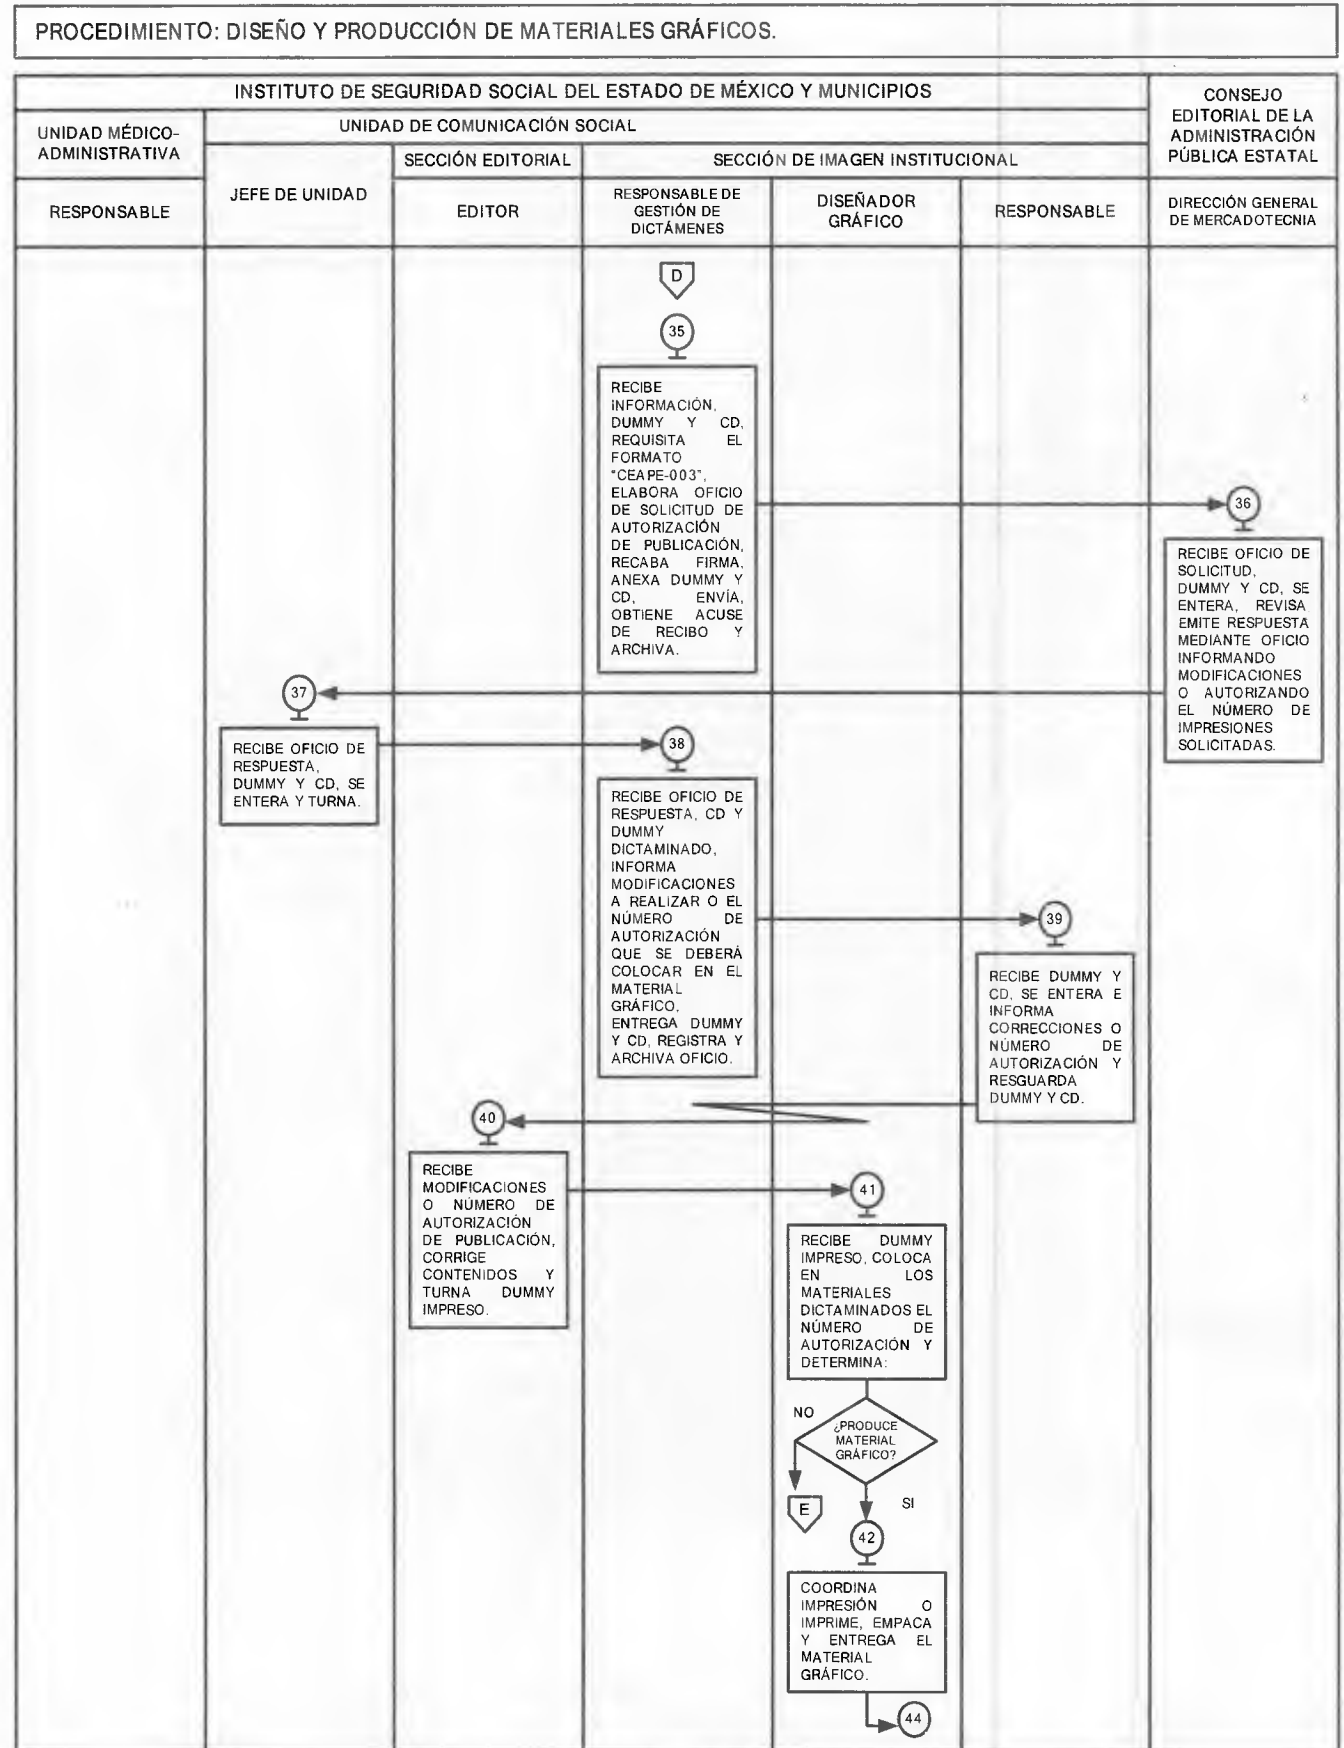 PROCEDIMIENTO: DISEÑO Y PRODUCCIÓN DE MATERIALES GRÁFICOS.
INSTITUTO DE SEGURIDAD SOCIAL DEL ESTADO DE MÉXICO Y MUNICIPIOS
CONSEJO
EDITORIAL DE LA
ADMINISTRACIÓN
PÚBLICA ESTATAL
UNIDAD MÉDICO-
ADMINISTRATIVA
UNIDAD DE COMUNICACIÓN SOCIAL
JEFE DE UNIDAD
SECCIÓN EDITORIAL
SECCIÓN DE IMAGEN INSTITUCIONAL
RESPONSABLE
EDITOR
RESPONSABLE DE
GESTIÓN DE
DICTÁMENES
DISEÑADOR
GRÁFICO
RESPONSABLE
DIRECCIÓN GENERAL
DE MERCADOTECNIA
D
35
RECIBE
INFORMACIÓN,
DUMMY Y CD,
REQUISITA EL
FORMATO
"CEAPE-003",
ELABORA OFICIO
DE SOLICITUD DE
AUTORIZACIÓN
DE PUBLICACIÓN,
RECABA FIRMA,
ANEXA DUMMY Y
CD, ENVÍA,
OBTIENE ACUSE
DE RECIBO Y
ARCHIVA.
36
RECIBE OFICIO DE
SOLICITUD,
DUMMY Y CD, SE
ENTERA, REVISA
EMITE RESPUESTA
MEDIANTE OFICIO
INFORMANDO
MODIFICACIONES
O AUTORIZANDO
EL NÚMERO DE
IMPRESIONES
SOLICITADAS.
37
RECIBE OFICIO DE
RESPUESTA,
DUMMY Y CD, SE
ENTERA Y TURNA.
38
RECIBE OFICIO DE
RESPUESTA, CD Y
DUMMY
DICTAMINADO,
INFORMA
MODIFICACIONES
A REALIZAR O EL
NÚMERO DE
AUTORIZACIÓN
QUE SE DEBERÁ
COLOCAR EN EL
MATERIAL
GRÁFICO,
ENTREGA DUMMY
Y CD, REGISTRA Y
ARCHIVA OFICIO.
39
RECIBE DUMMY Y
CD, SE ENTERA E
INFORMA
CORRECCIONES O
NÚMERO DE
AUTORIZACIÓN Y
RESGUARDA
DUMMY Y CD.
40
RECIBE
MODIFICACIONES
O NÚMERO DE
AUTORIZACIÓN
DE PUBLICACIÓN,
CORRIGE
CONTENIDOS Y
TURNA DUMMY
IMPRESO.
41
RECIBE DUMMY
IMPRESO, COLOCA
EN LOS
MATERIALES
DICTAMINADOS EL
NÚMERO DE
AUTORIZACIÓN Y
DETERMINA:
NO
¿PRODUCE
MATERIAL
GRÁFICO?
E
SI
42
COORDINA
IMPRESIÓN O
IMPRIME, EMPACA
Y ENTREGA EL
MATERIAL
GRÁFICO.
44